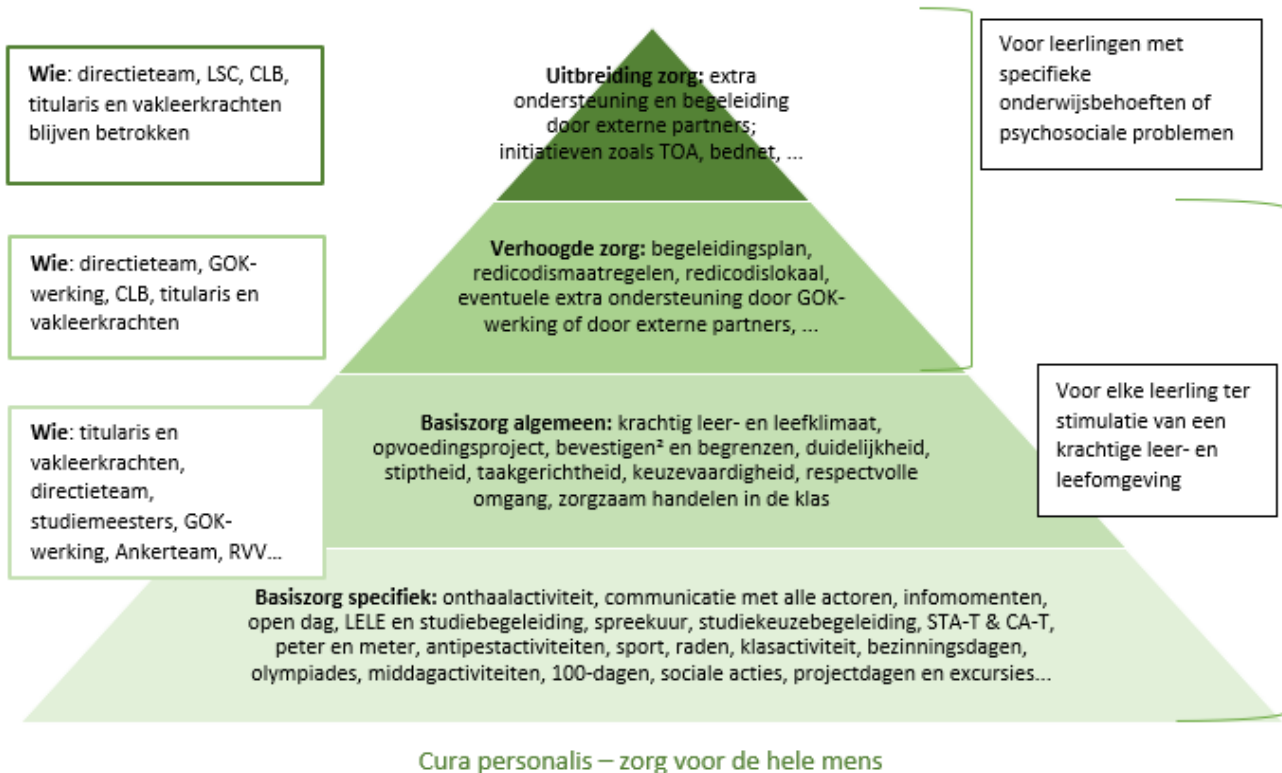 Wie: directieteam, LSC, CLB,
titularis en vakleerkrachten
blijven betrokken
Uitbreiding zorg: extra
ondersteuning en begeleiding
door externe partners;
initiatieven zoals TOA, bednet, ...
Voor leerlingen met
specifieke
onderwijsbehoeften of
psychosociale problemen
Wie: directieteam, GOK-
werking, CLB, titularis en
vakleerkrachten
Verhoogde zorg: begeleidingsplan,
redicodismaatregelen, redicodislokaal,
eventuele extra ondersteuning door GOK-
werking of door externe partners, ...
Wie: titularis en
vakleerkrachten,
directieteam,
studiemeesters, GOK-
werking, Ankerteam, RVV...
Basiszorg algemeen: krachtig leer- en leefklimaat,
opvoedingsproject, bevestigen² en begrenzen, duidelijkheid,
stiptheid, taakgerichtheid, keuzevaardigheid, respectvolle
omgang, zorgzaam handelen in de klas
Voor elke leerling ter
stimulatie van een
krachtige leer- en
leefomgeving
Basiszorg specifiek: onthaalactiviteit, communicatie met alle actoren, infomomenten,
open dag, LELE en studiebegeleiding, spreekuur, studiekeuzebegeleiding, STA-T & CA-T,
peter en meter, antipestactiviteiten, sport, raden, klasactiviteit, bezinningsdagen,
olympiades, middagactiviteiten, 100-dagen, sociale acties, projectdagen en excursies...
Cura personalis – zorg voor de hele mens